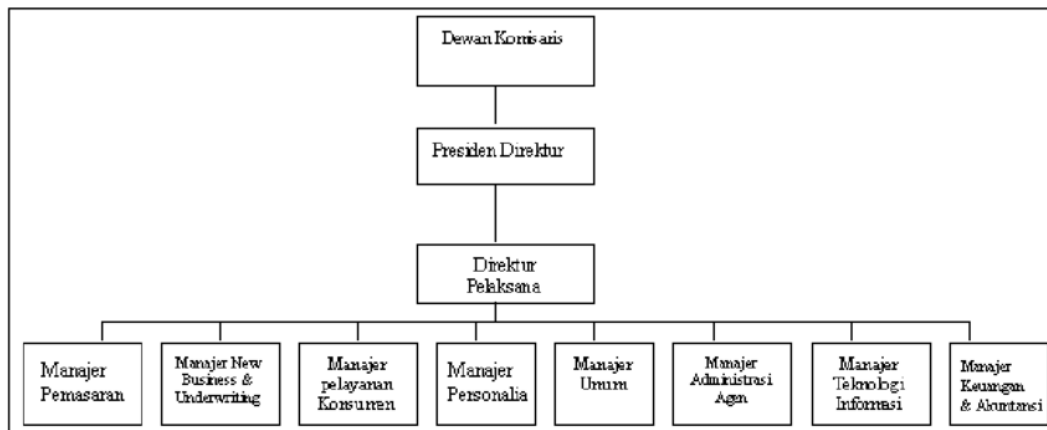 Dewan Komisaris
Presiden Direktur
Direktur
Pelaksana
Manajer
Pemasaran
Manajer New
Business &
Underwriting
Manajer
pelayanan
Konsumen
Manajer
Personalia
Manajer
Umum
Manajer
Administrasi
Agen
Manajer
Teknologi
Informasi
Manajer
Keuangan
& Akuntansi